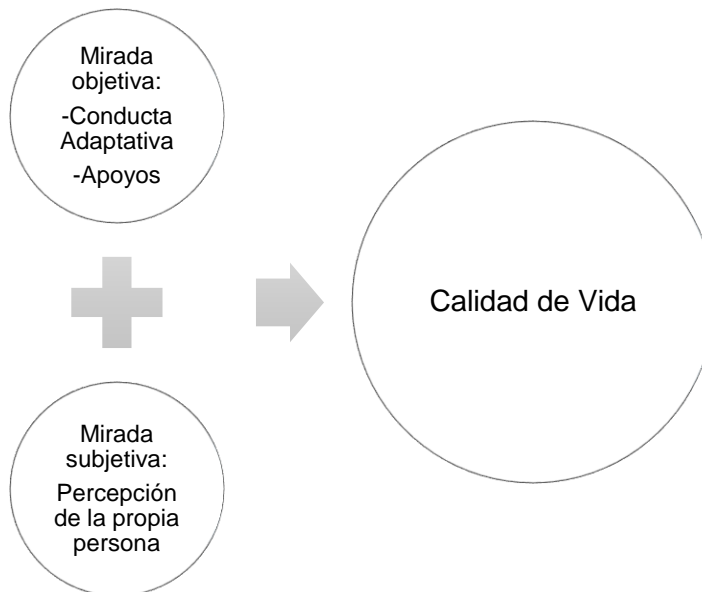 Mirada
objetiva:
-Conducta
Adaptativa
-Apoyos
Mirada
subjetiva:
Percepción
de la propia
persona
Calidad de Vida